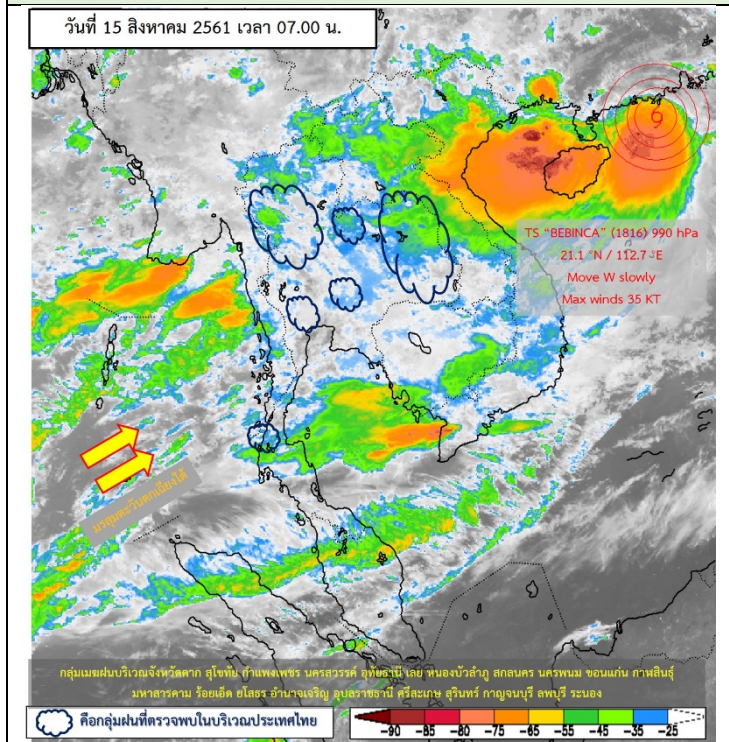 วันที่ 15 สิงหาคม 2561 เวลา 07.00 น.
TS "BEBINCA" (1816) 990 hPa
21.1 °N / 112.7 °E
Move W slowly
Max winds 35 KT
มรสุมตะวันตกเฉียงใต้
กลุ่มเมฆฝนบริเวณจังหวัดตาก สุโขทัย กำแพงเพชร นครสวรรค์ อุทัยธานี เลย หนองบัวลำภู สกลนคร นครพนม ขอนแก่น กาฬสินธุ์
มหาสารคาม ร้อยเอ็ด ยโสธร อำนาจเจริญ อุบลราชธานี ศรีสะเกษ สุรินทร์ กาญจนบุรี ลพบุรี ระนอง
คือกลุ่มฝนที่ตรวจพบในบริเวณประเทศไทย
-90 -85 -80 -75 -65 -55 -45 -35 -25